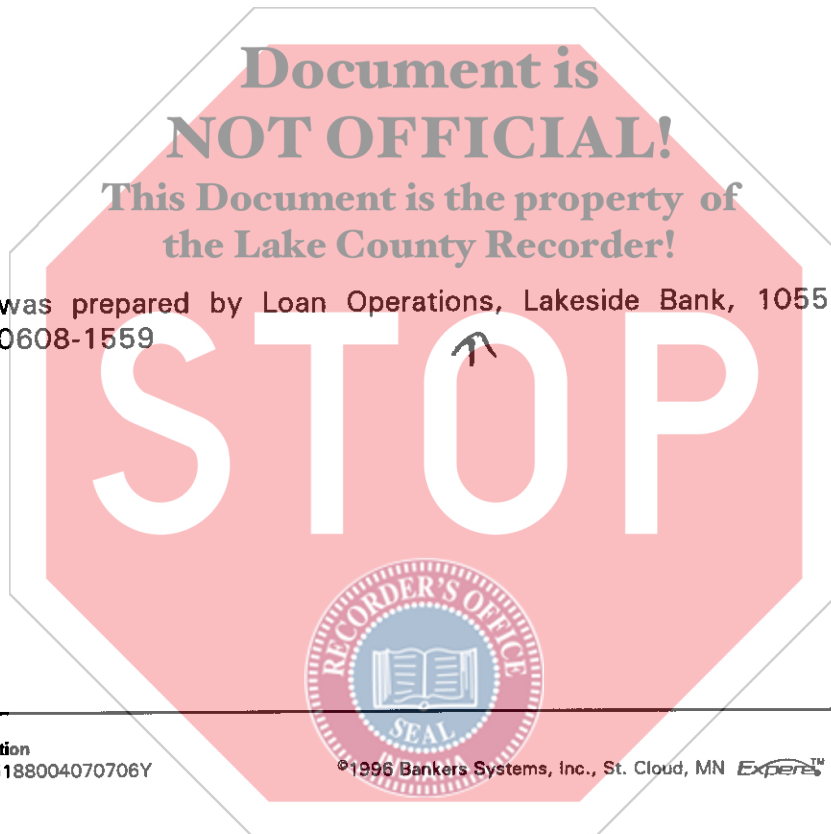 Document is
NOT OFFICIAL!
This Document is the property of
the Lake County Recorder!
was prepared by Loan Operations, Lakeside Bank, 1055
0608-1559
STOP
RECORDER'S OFFICE
SEAL
INDIANA
tion
188004070706Y
©1996 Bankers Systems, Inc., St. Cloud, MN Expere™